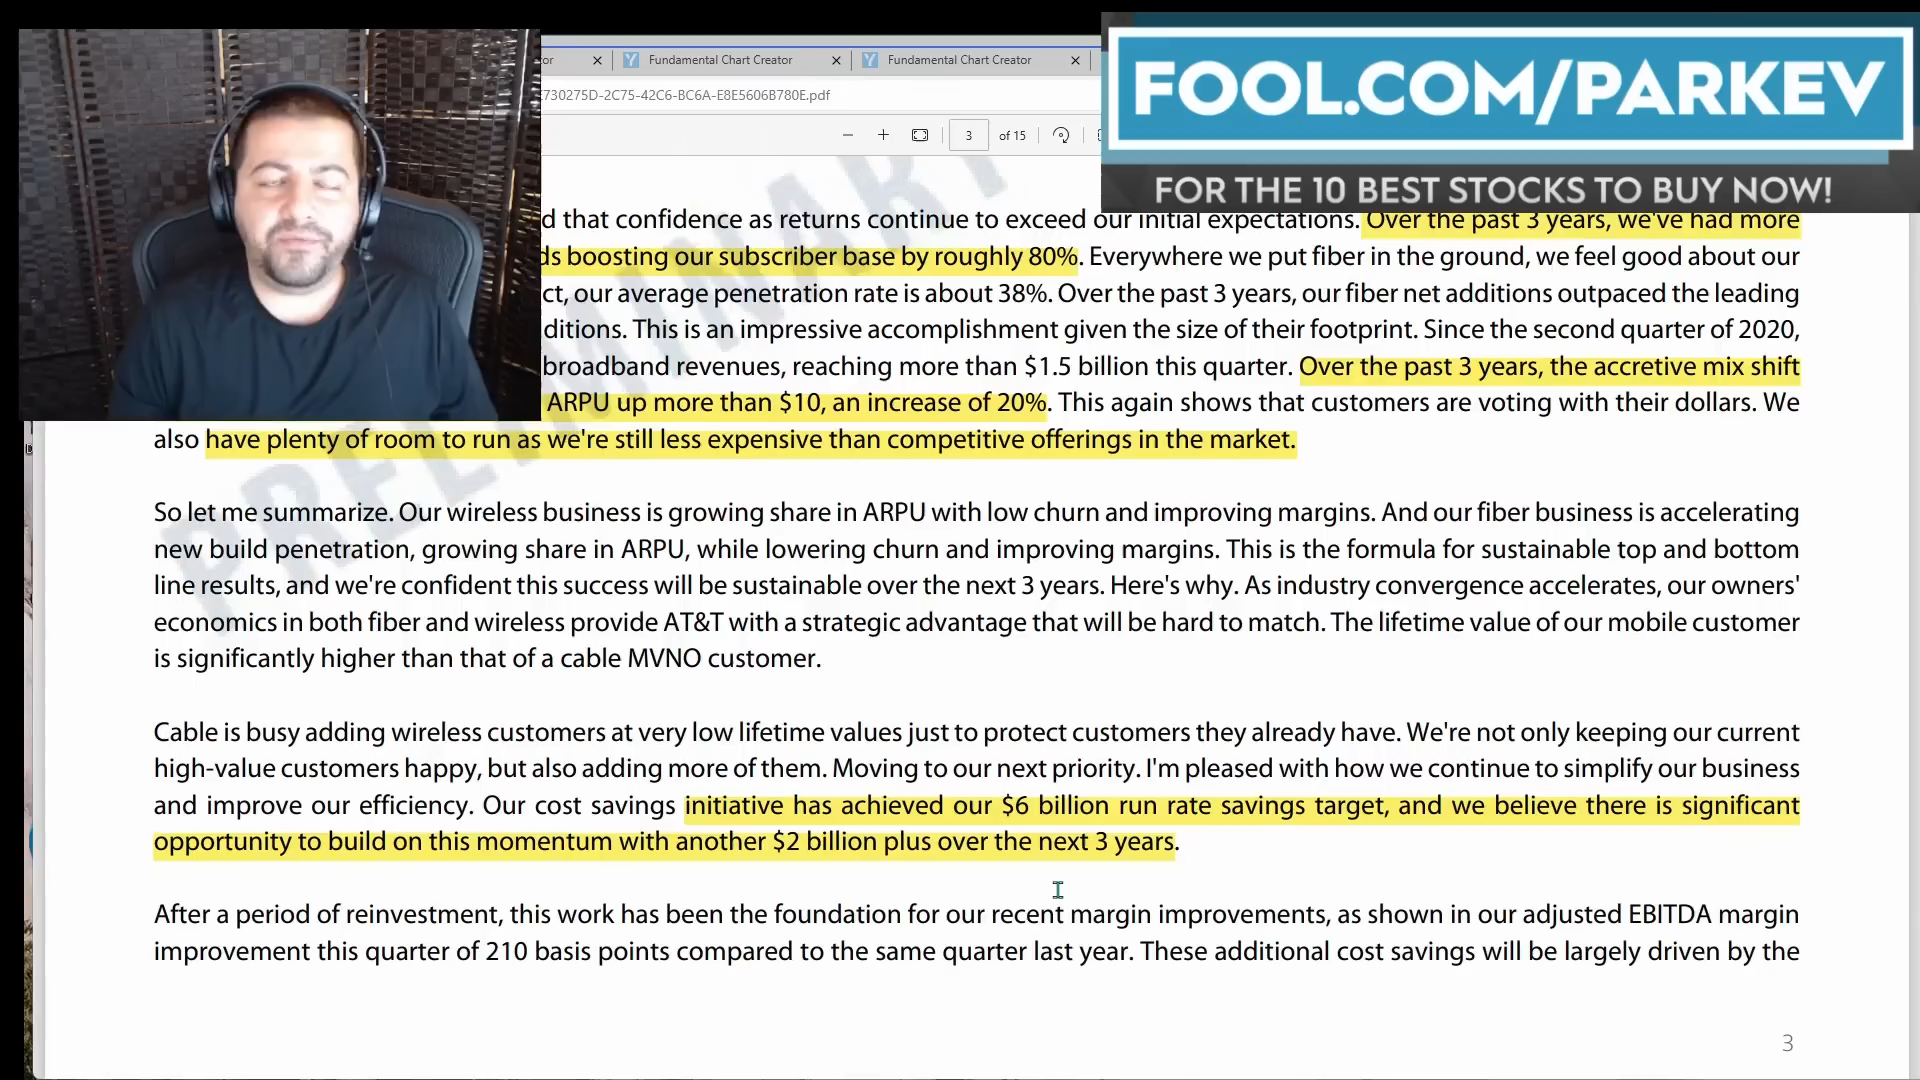 tor
Fundamental Chart Creator
Fundamental Chart Creator
730275D-2C75-42C6-BC6A-E8E5606B780E.pdf
3 of 15
FOOL.COM/PARKEV
FOR THE 10 BEST STOCKS TO BUY NOW!
PRELIMINARY
d that confidence as returns continue to exceed our initial expectations. Over the past 3 years, we've had more
ds boosting our subscriber base by roughly 80%. Everywhere we put fiber in the ground, we feel good about our
ct, our average penetration rate is about 38%. Over the past 3 years, our fiber net additions outpaced the leading
ditions. This is an impressive accomplishment given the size of their footprint. Since the second quarter of 2020,
broadband revenues, reaching more than $1.5 billion this quarter. Over the past 3 years, the accretive mix shift
ARPU up more than $10, an increase of 20%. This again shows that customers are voting with their dollars. We
also have plenty of room to run as we're still less expensive than competitive offerings in the market.
So let me summarize. Our wireless business is growing share in ARPU with low churn and improving margins. And our fiber business is accelerating
new build penetration, growing share in ARPU, while lowering churn and improving margins. This is the formula for sustainable top and bottom
line results, and we're confident this success will be sustainable over the next 3 years. Here's why. As industry convergence accelerates, our owners'
economics in both fiber and wireless provide AT&T with a strategic advantage that will be hard to match. The lifetime value of our mobile customer
is significantly higher than that of a cable MVNO customer.
Cable is busy adding wireless customers at very low lifetime values just to protect customers they already have. We're not only keeping our current
high-value customers happy, but also adding more of them. Moving to our next priority. I'm pleased with how we continue to simplify our business
and improve our efficiency. Our cost savings initiative has achieved our $6 billion run rate savings target, and we believe there is significant
opportunity to build on this momentum with another $2 billion plus over the next 3 years.
After a period of reinvestment, this work has been the foundation for our recent margin improvements, as shown in our adjusted EBITDA margin
improvement this quarter of 210 basis points compared to the same quarter last year. These additional cost savings will be largely driven by the
3